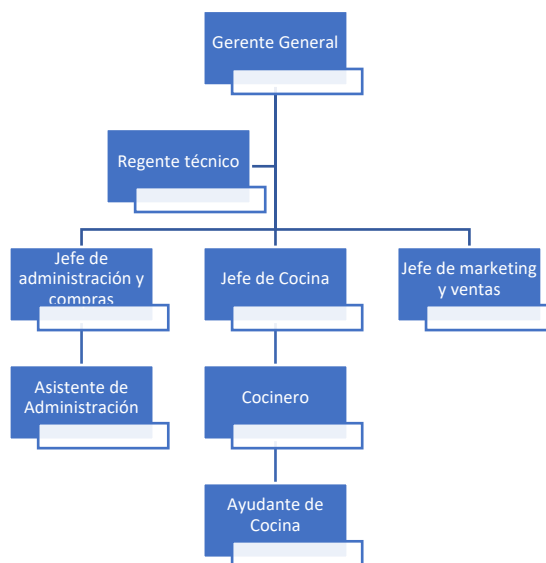 Gerente General
Regente técnico
Jefe de
administración y
compras
Jefe de Cocina
Jefe de marketing
y ventas
Asistente de
Administración
Cocinero
Ayudante de
Cocina